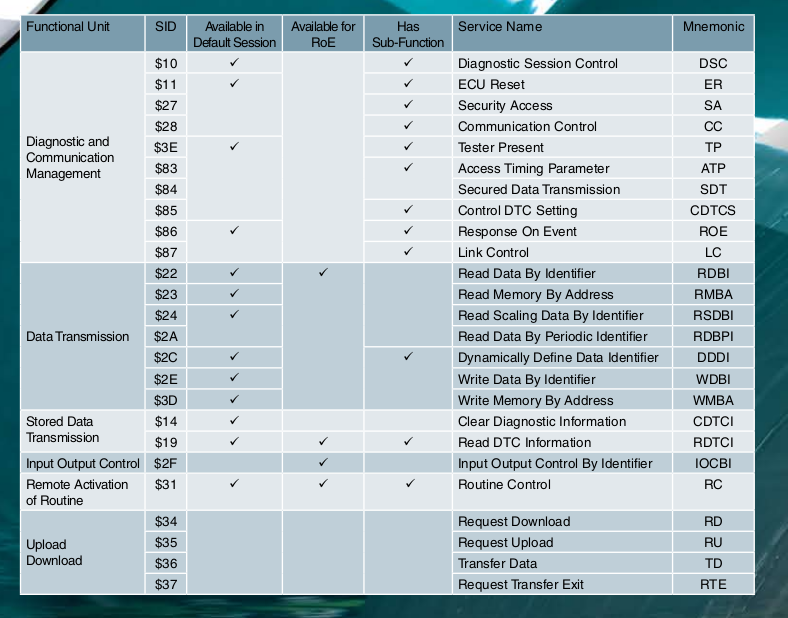 Functional Unit SID Available in Default Session Available for RoE Has Sub-Function Service Name Mnemonic
Diagnostic and Communication Management
$10 ✓ ✓ Diagnostic Session Control DSC
$11 ✓ ✓ ECU Reset ER
$27 ✓ Security Access SA
$28 ✓ Communication Control CC
$3E ✓ ✓ Tester Present TP
$83 ✓ Access Timing Parameter ATP
$84 Secured Data Transmission SDT
$85 ✓ Control DTC Setting CDTCS
$86 ✓ ✓ Response On Event ROE
$87 ✓ Link Control LC
Data Transmission
$22 ✓ ✓ Read Data By Identifier RDBI
$23 ✓ Read Memory By Address RMBA
$24 ✓ Read Scaling Data By Identifier RSDBI
$2A Read Data By Periodic Identifier RDBPI
$2C ✓ ✓ Dynamically Define Data Identifier DDDI
$2E ✓ Write Data By Identifier WDBI
$3D ✓ Write Memory By Address WMBA
Stored Data Transmission
$14 ✓ Clear Diagnostic Information CDTCI
$19 ✓ ✓ ✓ Read DTC Information RDTCI
Input Output Control $2F ✓ Input Output Control By Identifier IOCBI
Remote Activation of Routine $31 ✓ ✓ ✓ Routine Control RC
Upload Download
$34 Request Download RD
$35 Request Upload RU
$36 Transfer Data TD
$37 Request Transfer Exit RTE